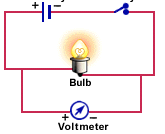 + −
Bulb
+ −
Voltmeter